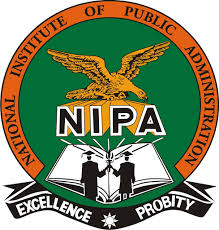 NATIONAL INSTITUTE OF PUBLIC ADMINISTRATION
NIPA
EXCELLENCE PROBITY